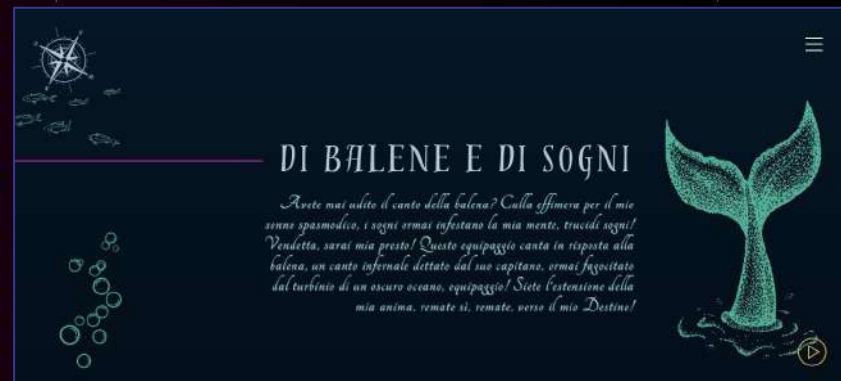 DI BALENE E DI SOGNI
Avete mai udito il canto della balena? Culla effimera per il mio
sonno spasmodico, i sogni ormai infestano la mia mente, trucidi sogni!
Vendetta, sarai mia presto! Questo equipaggio canta in risposta alla
balena, un canto infernale dettato dal suo capitano, ormai fagocitato
dal turbinio di un oscuro oceano, equipaggio! Siete l'estensione della
mia anima, remate sì, remate, verso il mio Destino!